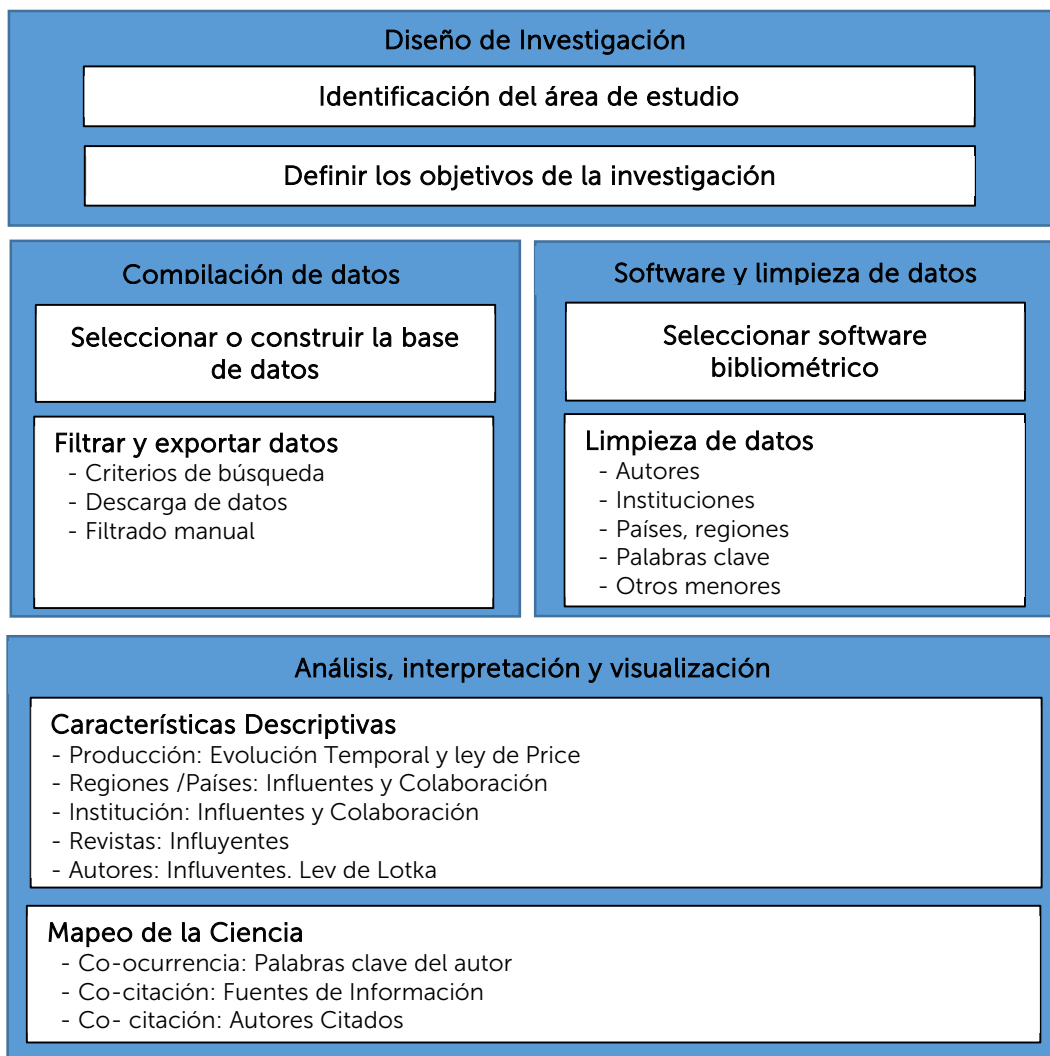 Diseño de Investigación
Identificación del área de estudio
Definir los objetivos de la investigación
Compilación de datos
Seleccionar o construir la base
de datos
Filtrar y exportar datos
- Criterios de búsqueda
- Descarga de datos
- Filtrado manual
Software y limpieza de datos
Seleccionar software
bibliométrico
Limpieza de datos
- Autores
- Instituciones
- Países, regiones
- Palabras clave
- Otros menores
Análisis, interpretación y visualización
Características Descriptivas
- Producción: Evolución Temporal y ley de Price
- Regiones /Países: Influentes y Colaboración
- Institución: Influentes y Colaboración
- Revistas: Influyentes
- Autores: Influyentes. Ley de Lotka
Mapeo de la Ciencia
- Co-ocurrencia: Palabras clave del autor
- Co-citación: Fuentes de Información
- Co- citación: Autores Citados